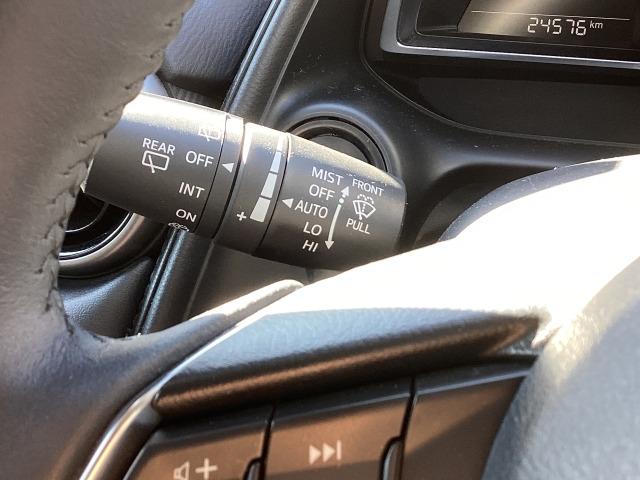 24576 km
REAR
OFF
INT
ON
+
MIST
OFF
AUTO
LO
HI
FRONT
PULL
+